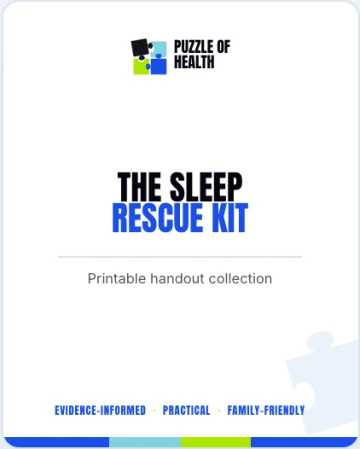 PUZZLE OF
HEALTH
THE SLEEP
RESCUE KIT
Printable handout collection
EVIDENCE-INFORMED · PRACTICAL · FAMILY-FRIENDLY